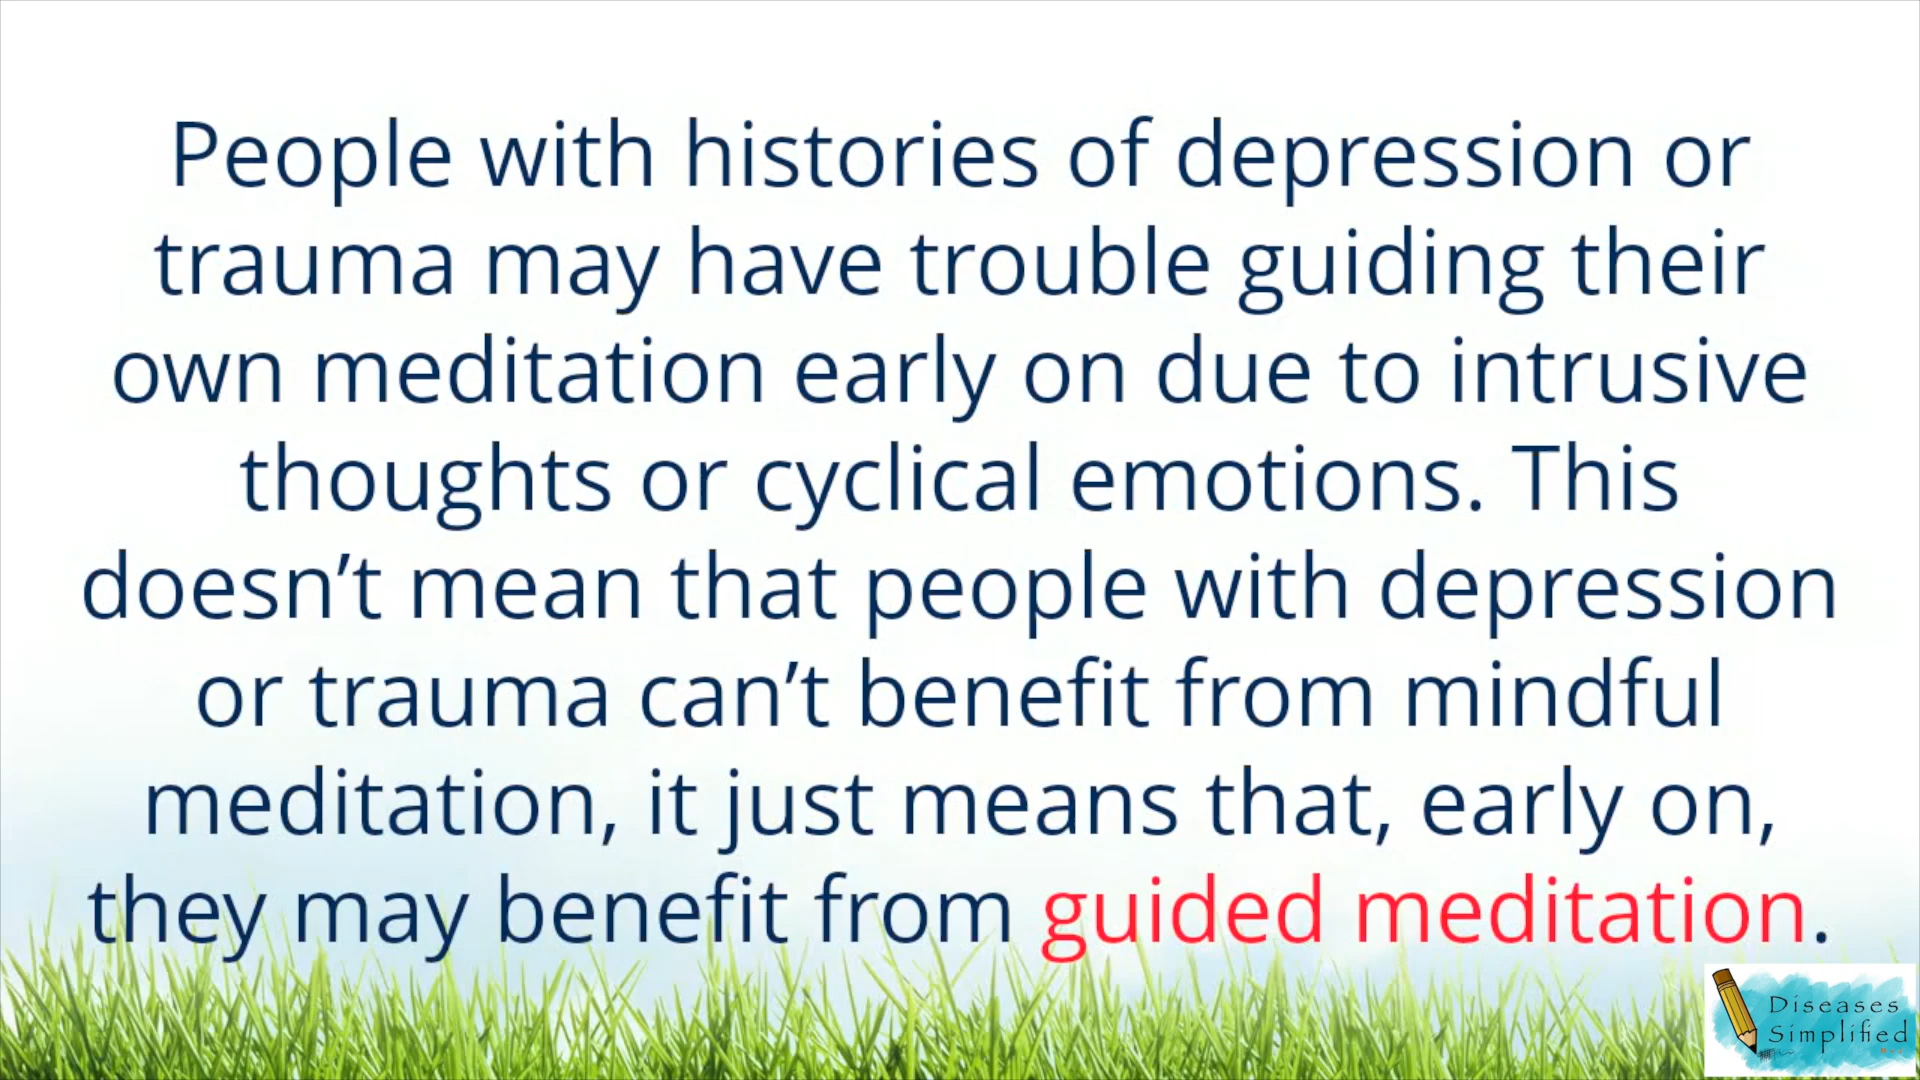 People with histories of depression or
trauma may have trouble guiding their
own meditation early on due to intrusive
thoughts or cyclical emotions. This
doesn’t mean that people with depression
or trauma can’t benefit from mindful
meditation, it just means that, early on,
they may benefit from guided meditation.
Diseases
Simplified